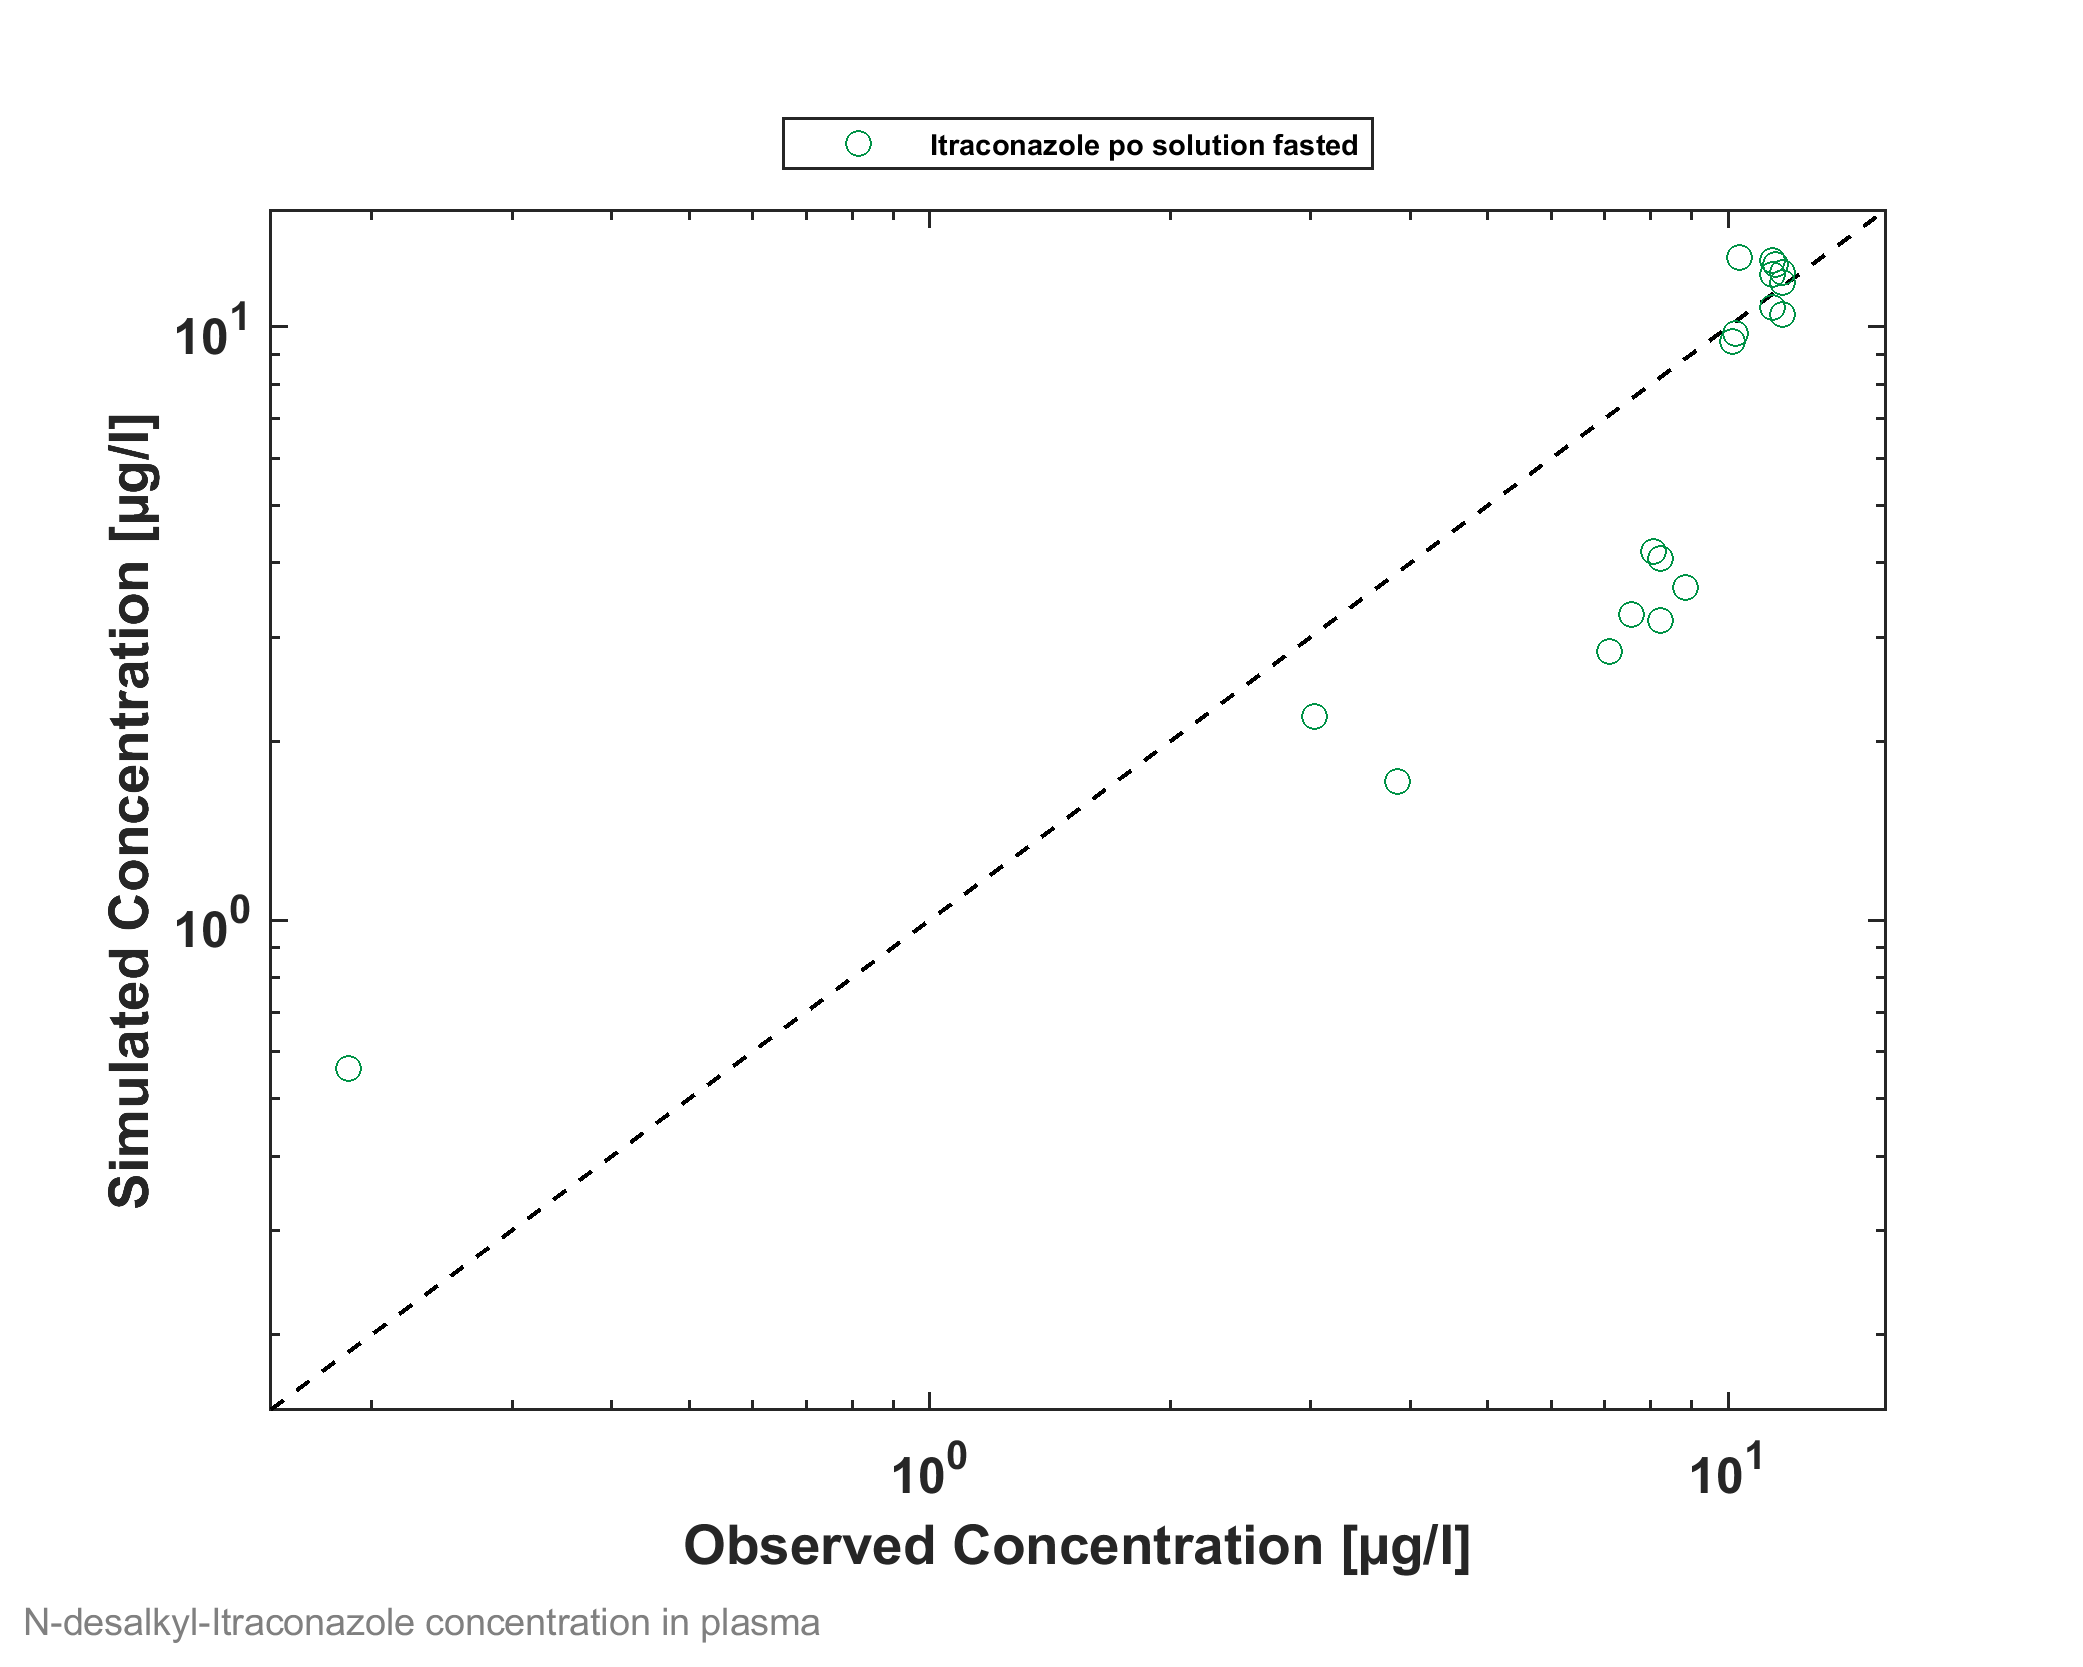 Itraconazole po solution fasted
10^1
10^0
Simulated Concentration [µg/l]
10^0
10^1
Observed Concentration [µg/l]
N-desalkyl-Itraconazole concentration in plasma